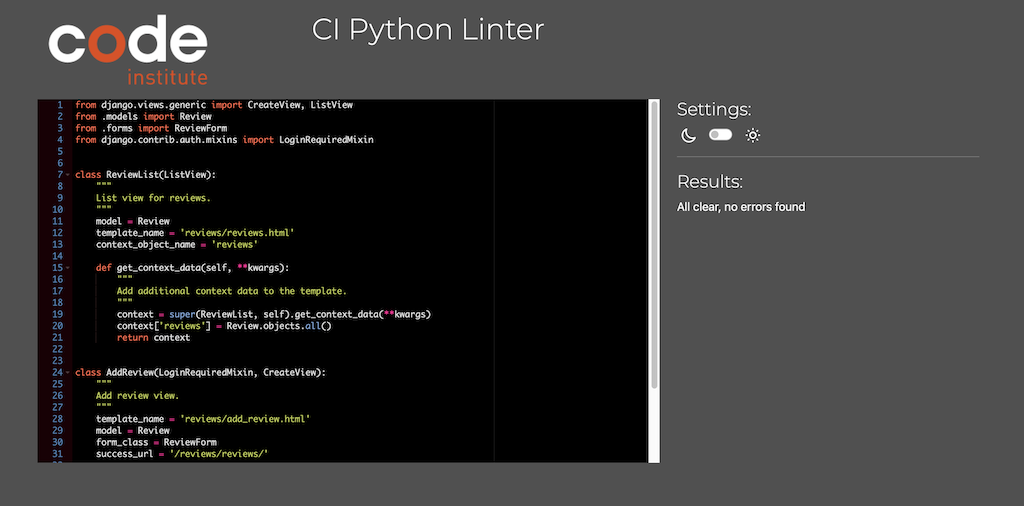 code
institute
CI Python Linter
1 from django.views.generic import CreateView, ListView
2 from .models import Review
3 from .forms import ReviewForm
4 from django.contrib.auth.mixins import LoginRequiredMixin
5
6
7 class ReviewList(ListView):
8     """
9     List view for reviews.
10     """
11     model = Review
12     template_name = 'reviews/reviews.html'
13     context_object_name = 'reviews'
14
15     def get_context_data(self, **kwargs):
16         """
17         Add additional context data to the template.
18         """
19         context = super(ReviewList, self).get_context_data(**kwargs)
20         context['reviews'] = Review.objects.all()
21         return context
22
23
24 class AddReview(LoginRequiredMixin, CreateView):
25     """
26     Add review view.
27     """
28     template_name = 'reviews/add_review.html'
29     model = Review
30     form_class = ReviewForm
31     success_url = '/reviews/reviews/'
Settings:
Results:
All clear, no errors found